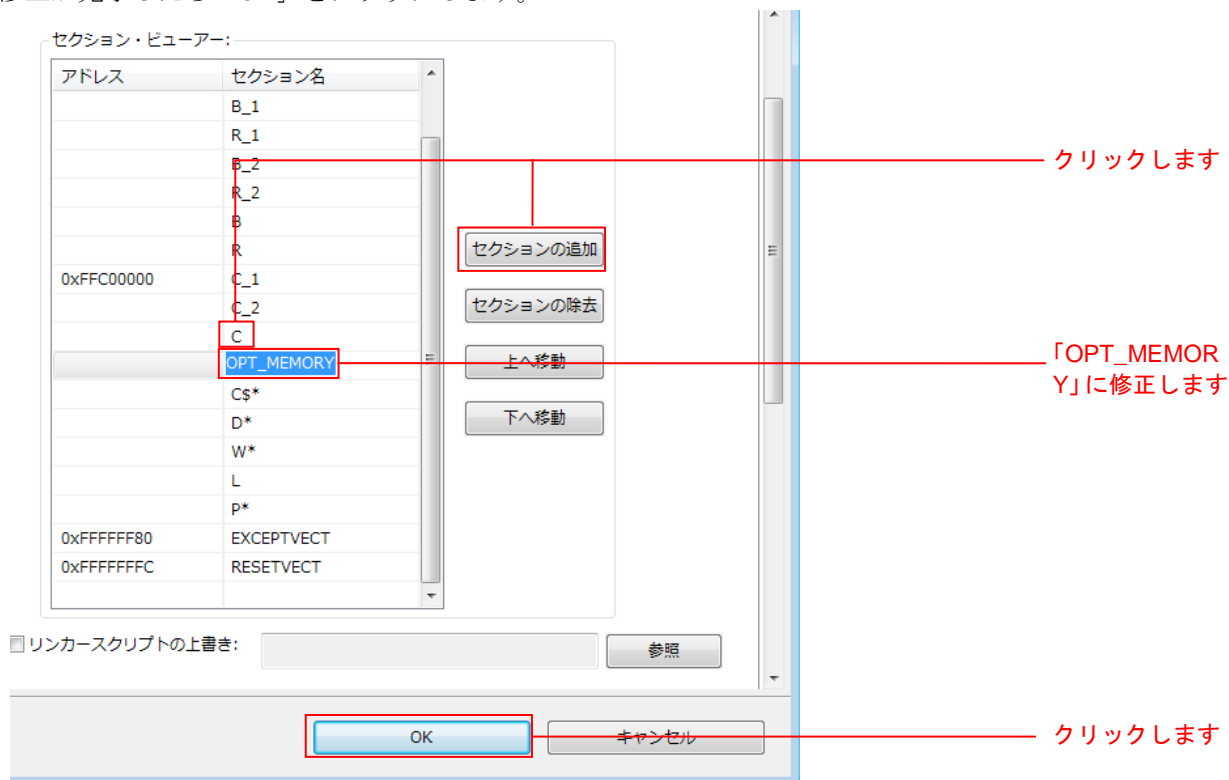 セクション・ビューアー:
アドレス セクション名
B_1
R_1
クリックします
B_2
R_2
B
R
セクションの追加
0xFFC00000 C_1
C_2
セクションの除去
C
OPT_MEMORY
上へ移動
「OPT_MEMOR
Y」に修正します
C$*
D*
下へ移動
W*
L
P*
0xFFFFFF80 EXCEPTVECT
0xFFFFFFFC RESETVECT
リンカースクリプトの上書き:
参照
OK
キャンセル
クリックします